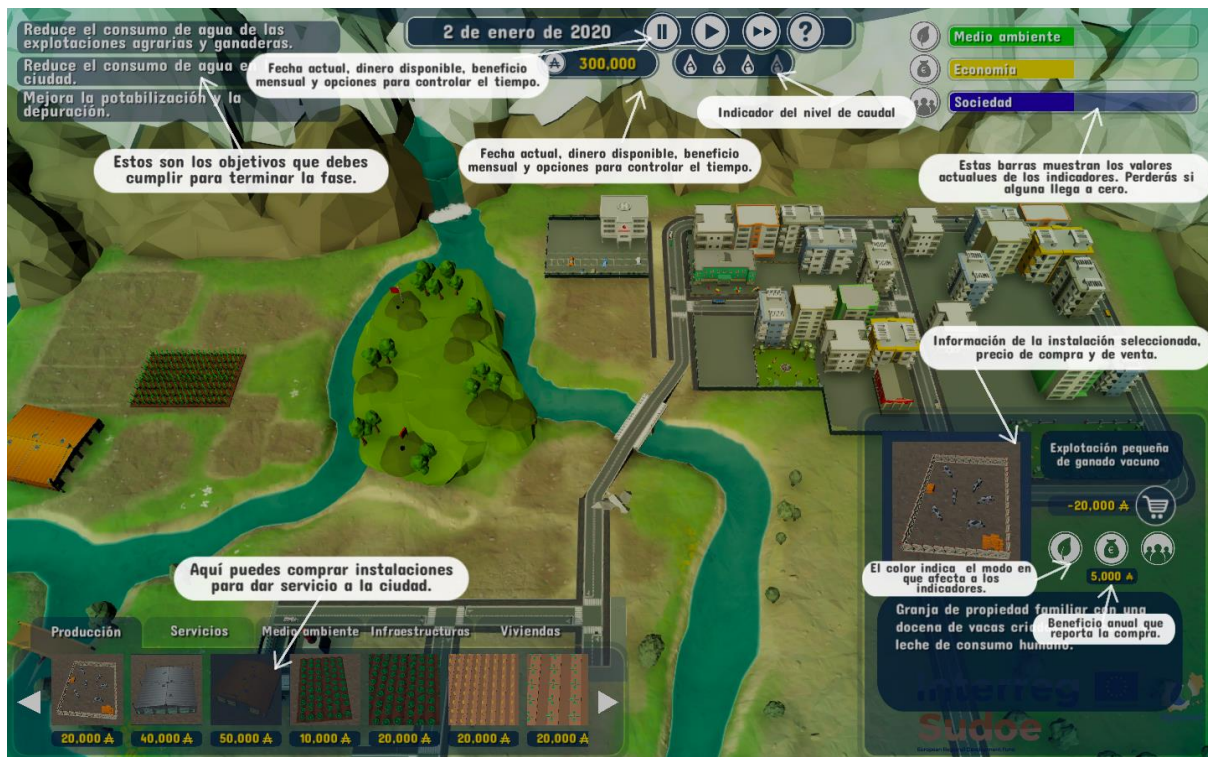 Reduce el consumo de agua de las
explotaciones agrarias y ganaderas.
Reduce el consumo de agua en
ciudad.
Mejora la potabilización y la
depuración.
2 de enero de 2020
?
300,000
Fecha actual, dinero disponible, beneficio
mensual y opciones para controlar el tiempo.
Indicador del nivel de caudal
Medio ambiente
Economía
Sociedad
Estos son los objetivos que debes
cumplir para terminar la fase.
Fecha actual, dinero disponible, beneficio
mensual y opciones para controlar el tiempo.
Estas barras muestran los valores
actualues de los indicadores. Perderás si
alguna llega a cero.
Información de la instalación seleccionada,
precio de compra y de venta.
Explotación pequeña
de ganado vacuno
-20,000
5,000
El color indica el modo en
que afecta a los
indicadores.
Beneficio anual que
reporta la compra.
Granja de propiedad familiar con una
docena de vacas
leche de consumo humano.
Aquí puedes comprar instalaciones
para dar servicio a la ciudad.
Producción Servicios Medio ambiente Infraestructuras Viviendas
20,000 40,000 50,000 10,000 20,000 20,000 20,000
Interreg
Sudoe
European Regional Development Fund